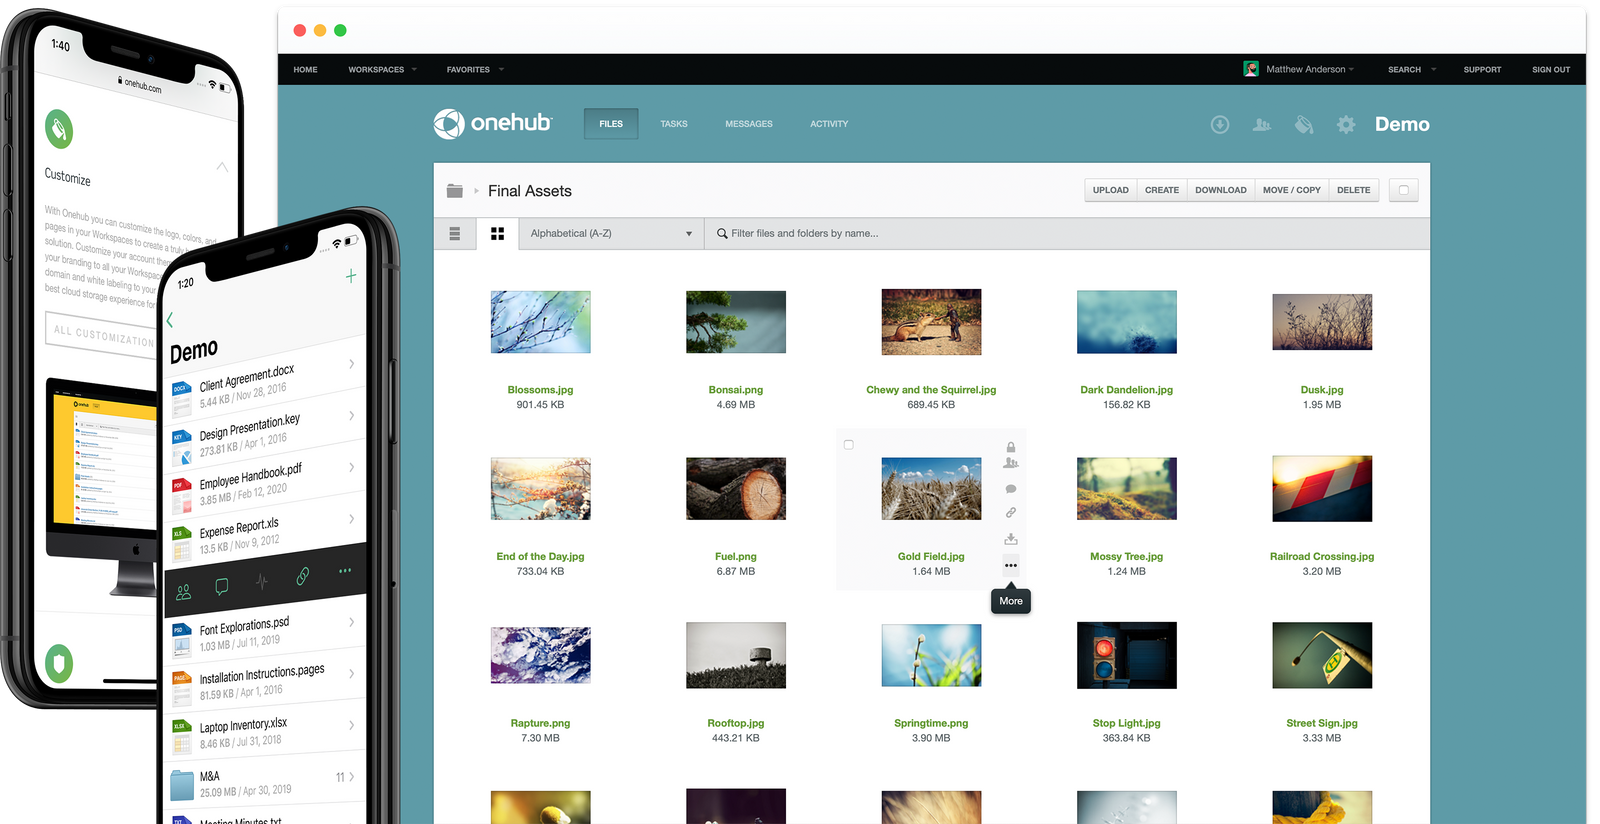 1:40
onehub.com
Customize
With Onehub you can customize the logo, colors, and
pages in your Workspaces to create a truly
solution. Customize your account
your branding to all your
domain and white labeling to your
best cloud storage experience for
ALL CUSTOMIZATION
1:20
Demo
Client Agreement.docx
5.44 KB / Nov 28, 2016
Design Presentation.key
273.81 KB / Apr 1, 2016
Employee Handbook.pdf
3.85 MB / Feb 12, 2020
Expense Report.xls
13.5 KB / Nov 9, 2012
Font Explorations.psd
1.03 MB / Jul 11, 2019
Installation Instructions.pages
81.59 KB / Apr 1, 2016
Laptop Inventory.xlsx
8.46 KB / Jul 31, 2018
M&A
11
25.09 MB / Apr 30, 2019
Meeting Minutes.txt
DOCX
KEY
PDF
XLS
PSD
PAGES
XLSX
TXT
HOME WORKSPACES FAVORITES Matthew Anderson SEARCH SUPPORT SIGN OUT
onehub FILES TASKS MESSAGES ACTIVITY Demo
Final Assets UPLOAD CREATE DOWNLOAD MOVE / COPY DELETE
Alphabetical (A-Z) Filter files and folders by name...
Blossoms.jpg Bonsai.png Chewy and the Squirrel.jpg Dark Dandelion.jpg Dusk.jpg
901.45 KB 4.69 MB 689.45 KB 156.82 KB 1.95 MB
End of the Day.jpg Fuel.png Gold Field.jpg Mossy Tree.jpg Railroad Crossing.jpg
733.04 KB 6.87 MB 1.64 MB 1.24 MB 3.20 MB
More
Rapture.png Rooftop.jpg Springtime.png Stop Light.jpg Street Sign.jpg
7.30 MB 443.21 KB 3.90 MB 363.84 KB 3.33 MB